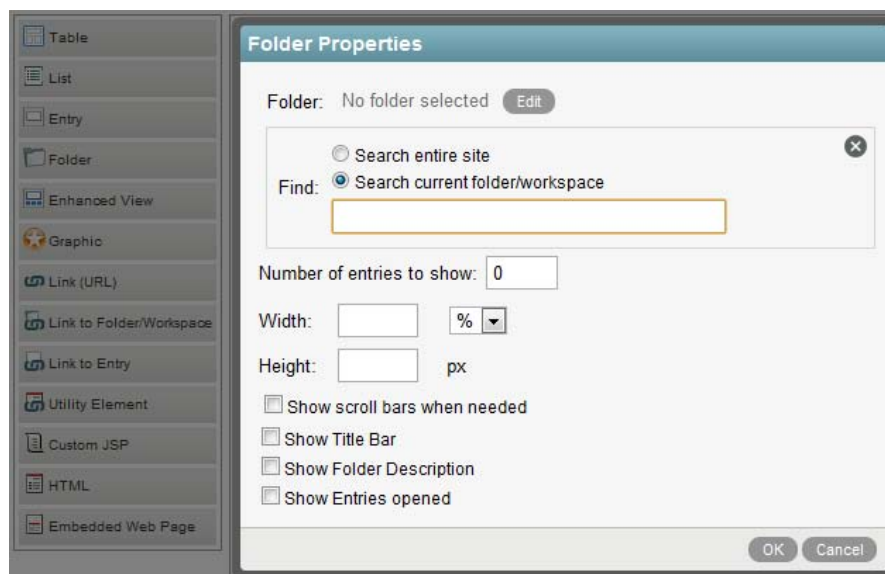 Table
List
Entry
Folder
Enhanced View
Graphic
Link (URL)
Link to Folder/Workspace
Link to Entry
Utility Element
Custom JSP
HTML
Embedded Web Page
Folder Properties
Folder: No folder selected Edit
Search entire site
Find: Search current folder/workspace
Number of entries to show: 0
Width: %
Height: px
Show scroll bars when needed
Show Title Bar
Show Folder Description
Show Entries opened
OK Cancel